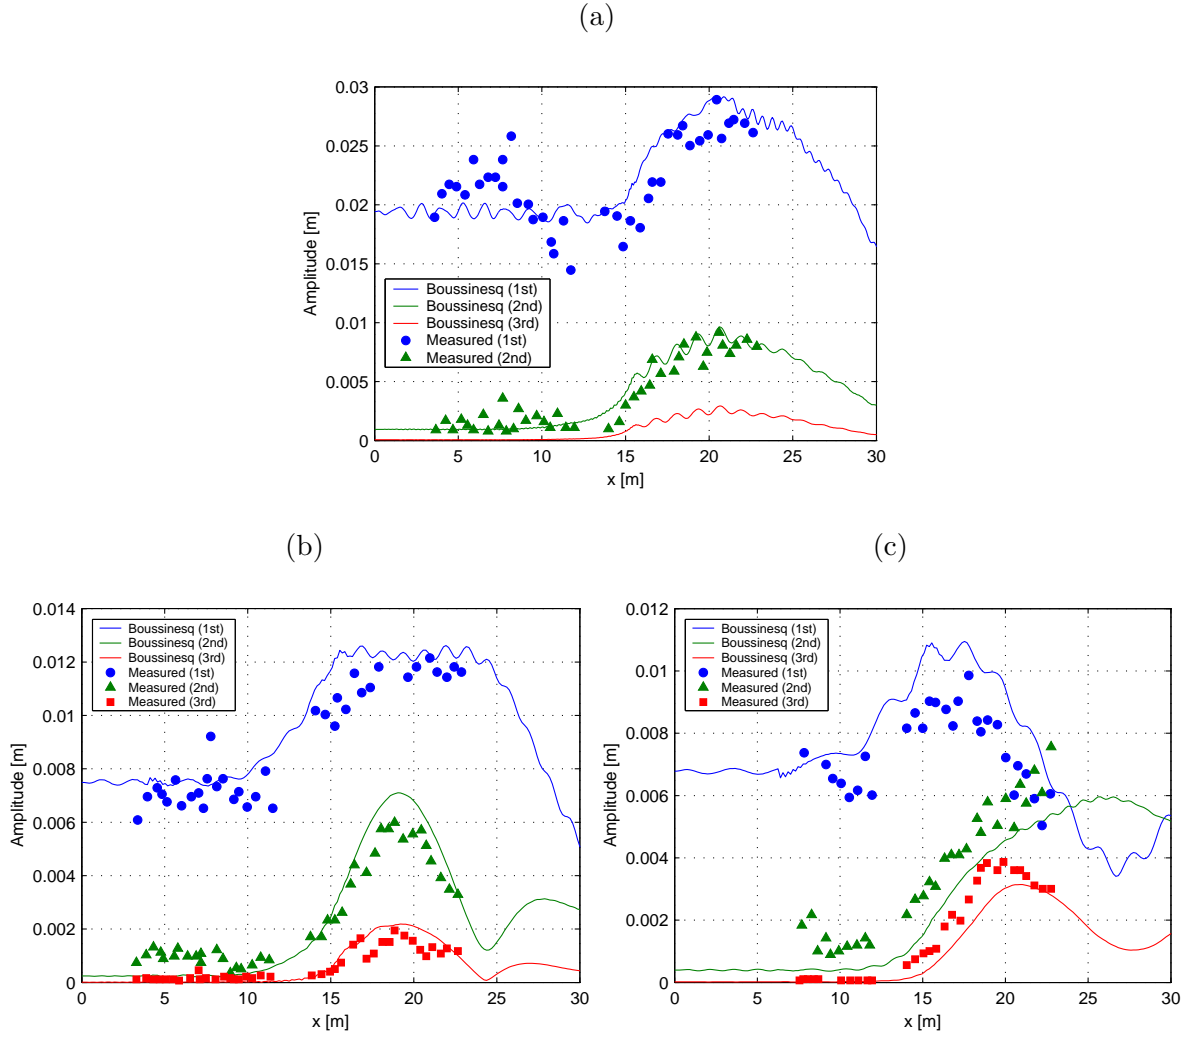 (a)
0.03
0.025
0.02
0.015
0.01
0.005
0
Amplitude [m]
Boussinesq (1st)
Boussinesq (2nd)
Boussinesq (3rd)
Measured (1st)
Measured (2nd)
0 5 10 15 20 25 30
x [m]
(b)
0.014
0.012
0.01
0.008
0.006
0.004
0.002
0
Amplitude [m]
Boussinesq (1st)
Boussinesq (2nd)
Boussinesq (3rd)
Measured (1st)
Measured (2nd)
Measured (3rd)
0 5 10 15 20 25 30
x [m]
(c)
0.012
0.01
0.008
0.006
0.004
0.002
0
Amplitude [m]
Boussinesq (1st)
Boussinesq (2nd)
Boussinesq (3rd)
Measured (1st)
Measured (2nd)
Measured (3rd)
0 5 10 15 20 25 30
x [m]